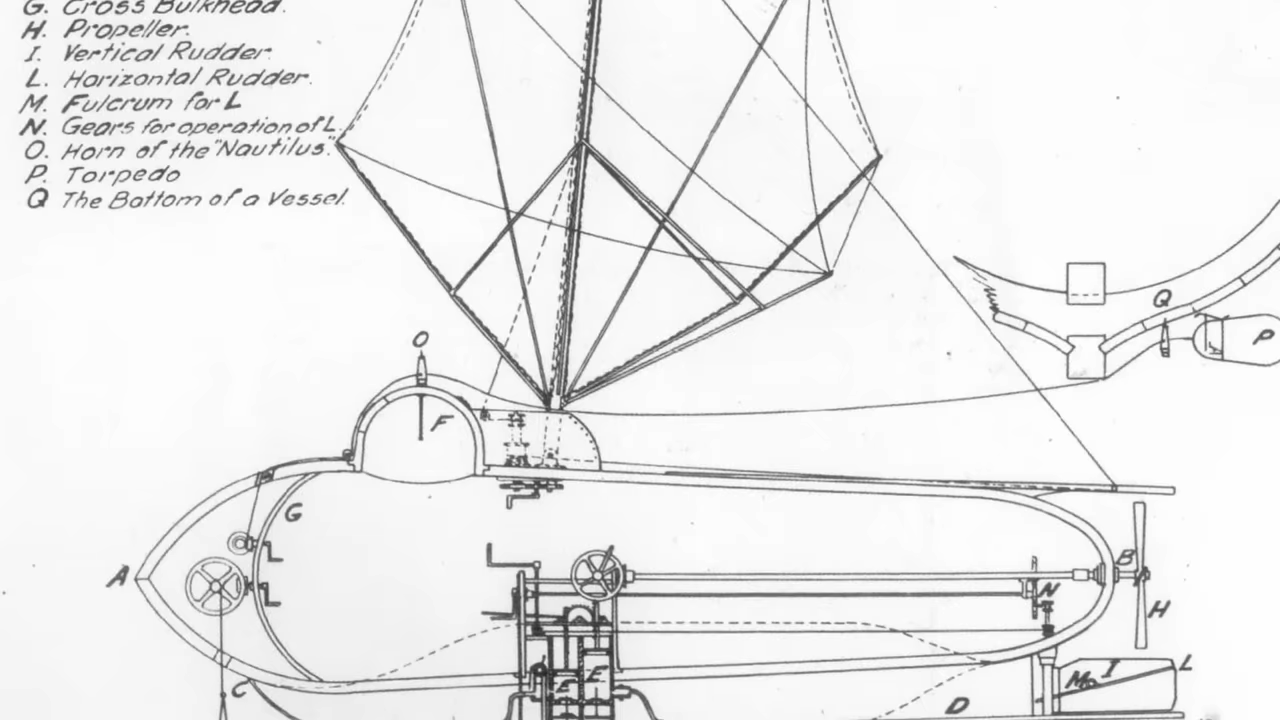 G. Cross Bulkhead.
H. Propeller.
I. Vertical Rudder.
L. Horizontal Rudder.
M. Fulcrum for L
N. Gears for operation of L.
O. Horn of the "Nautilus."
P. Torpedo
Q The Bottom of a Vessel.
O
Q
P
F
G
A
B
N
H
C
E
E
M
I
L
D